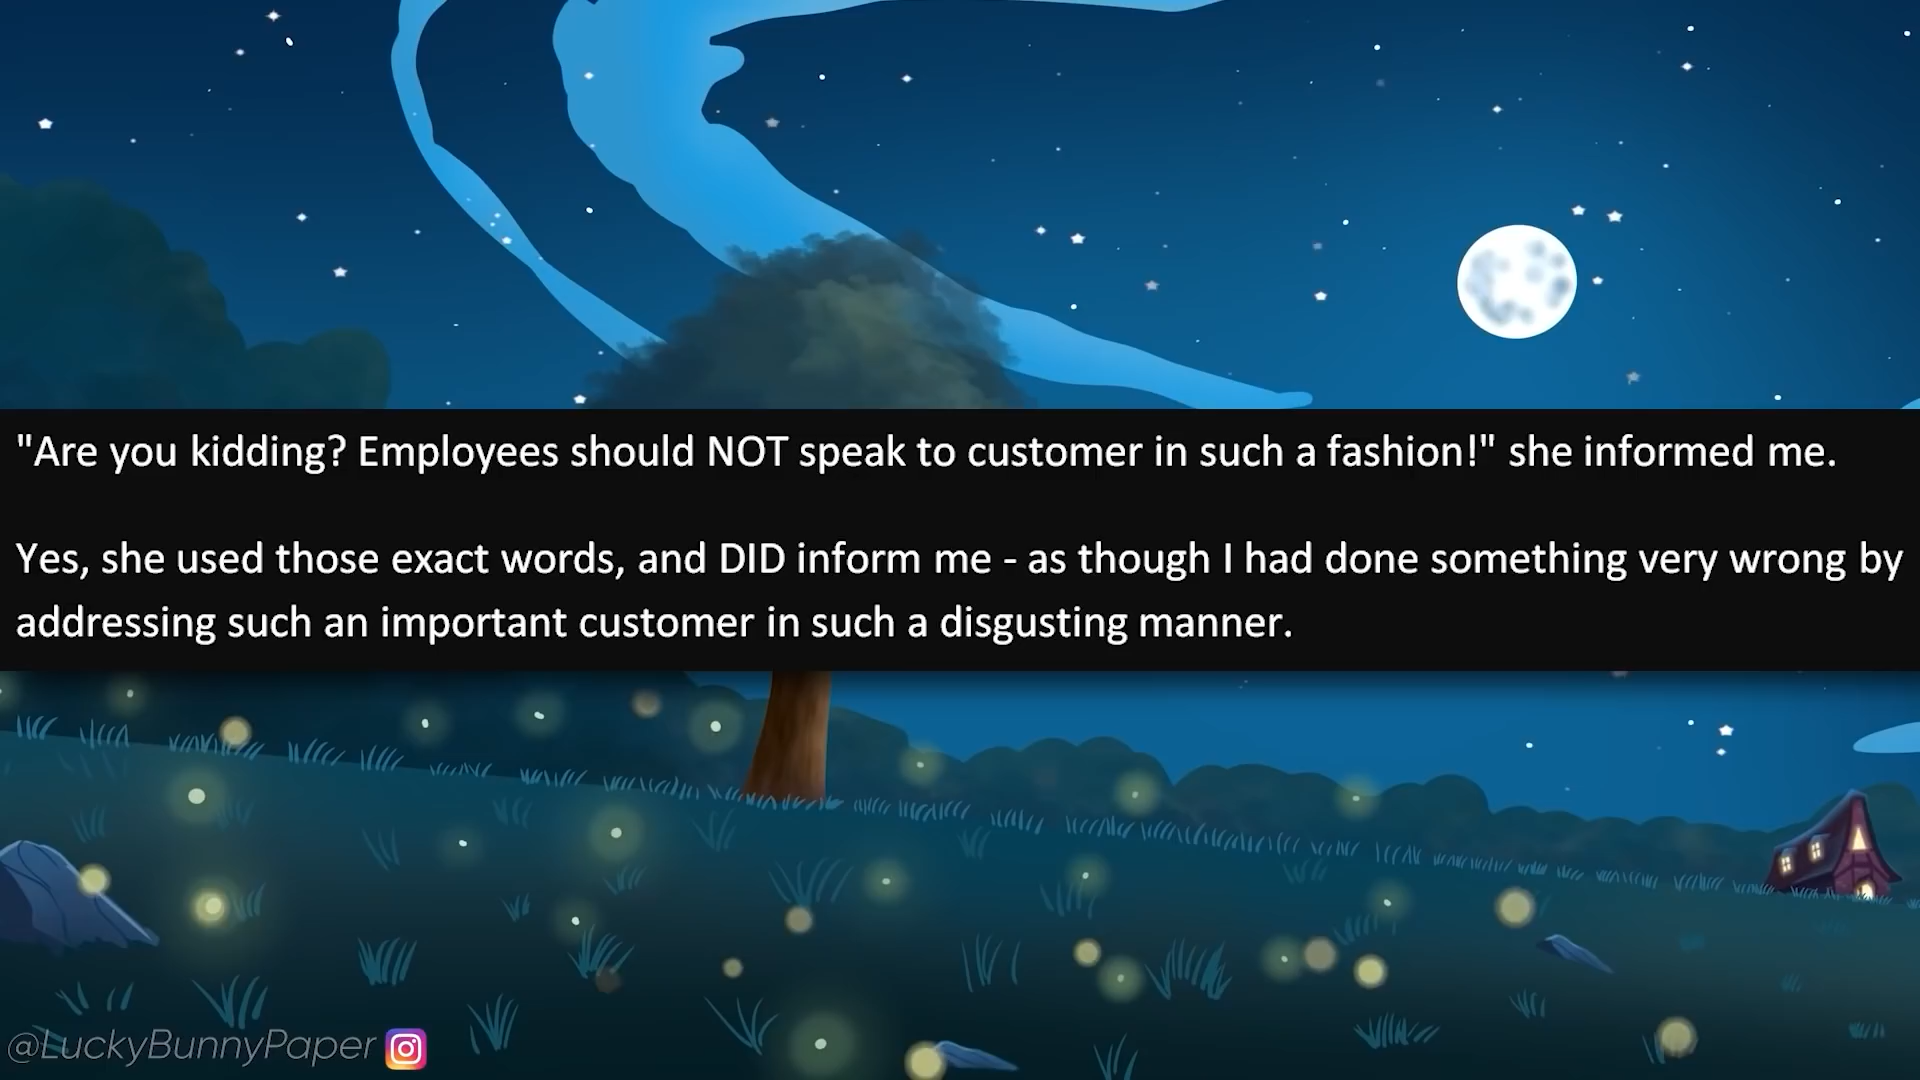 "Are you kidding? Employees should NOT speak to customer in such a fashion!" she informed me.
Yes, she used those exact words, and DID inform me - as though I had done something very wrong by
addressing such an important customer in such a disgusting manner.
@LuckyBunnyPaper